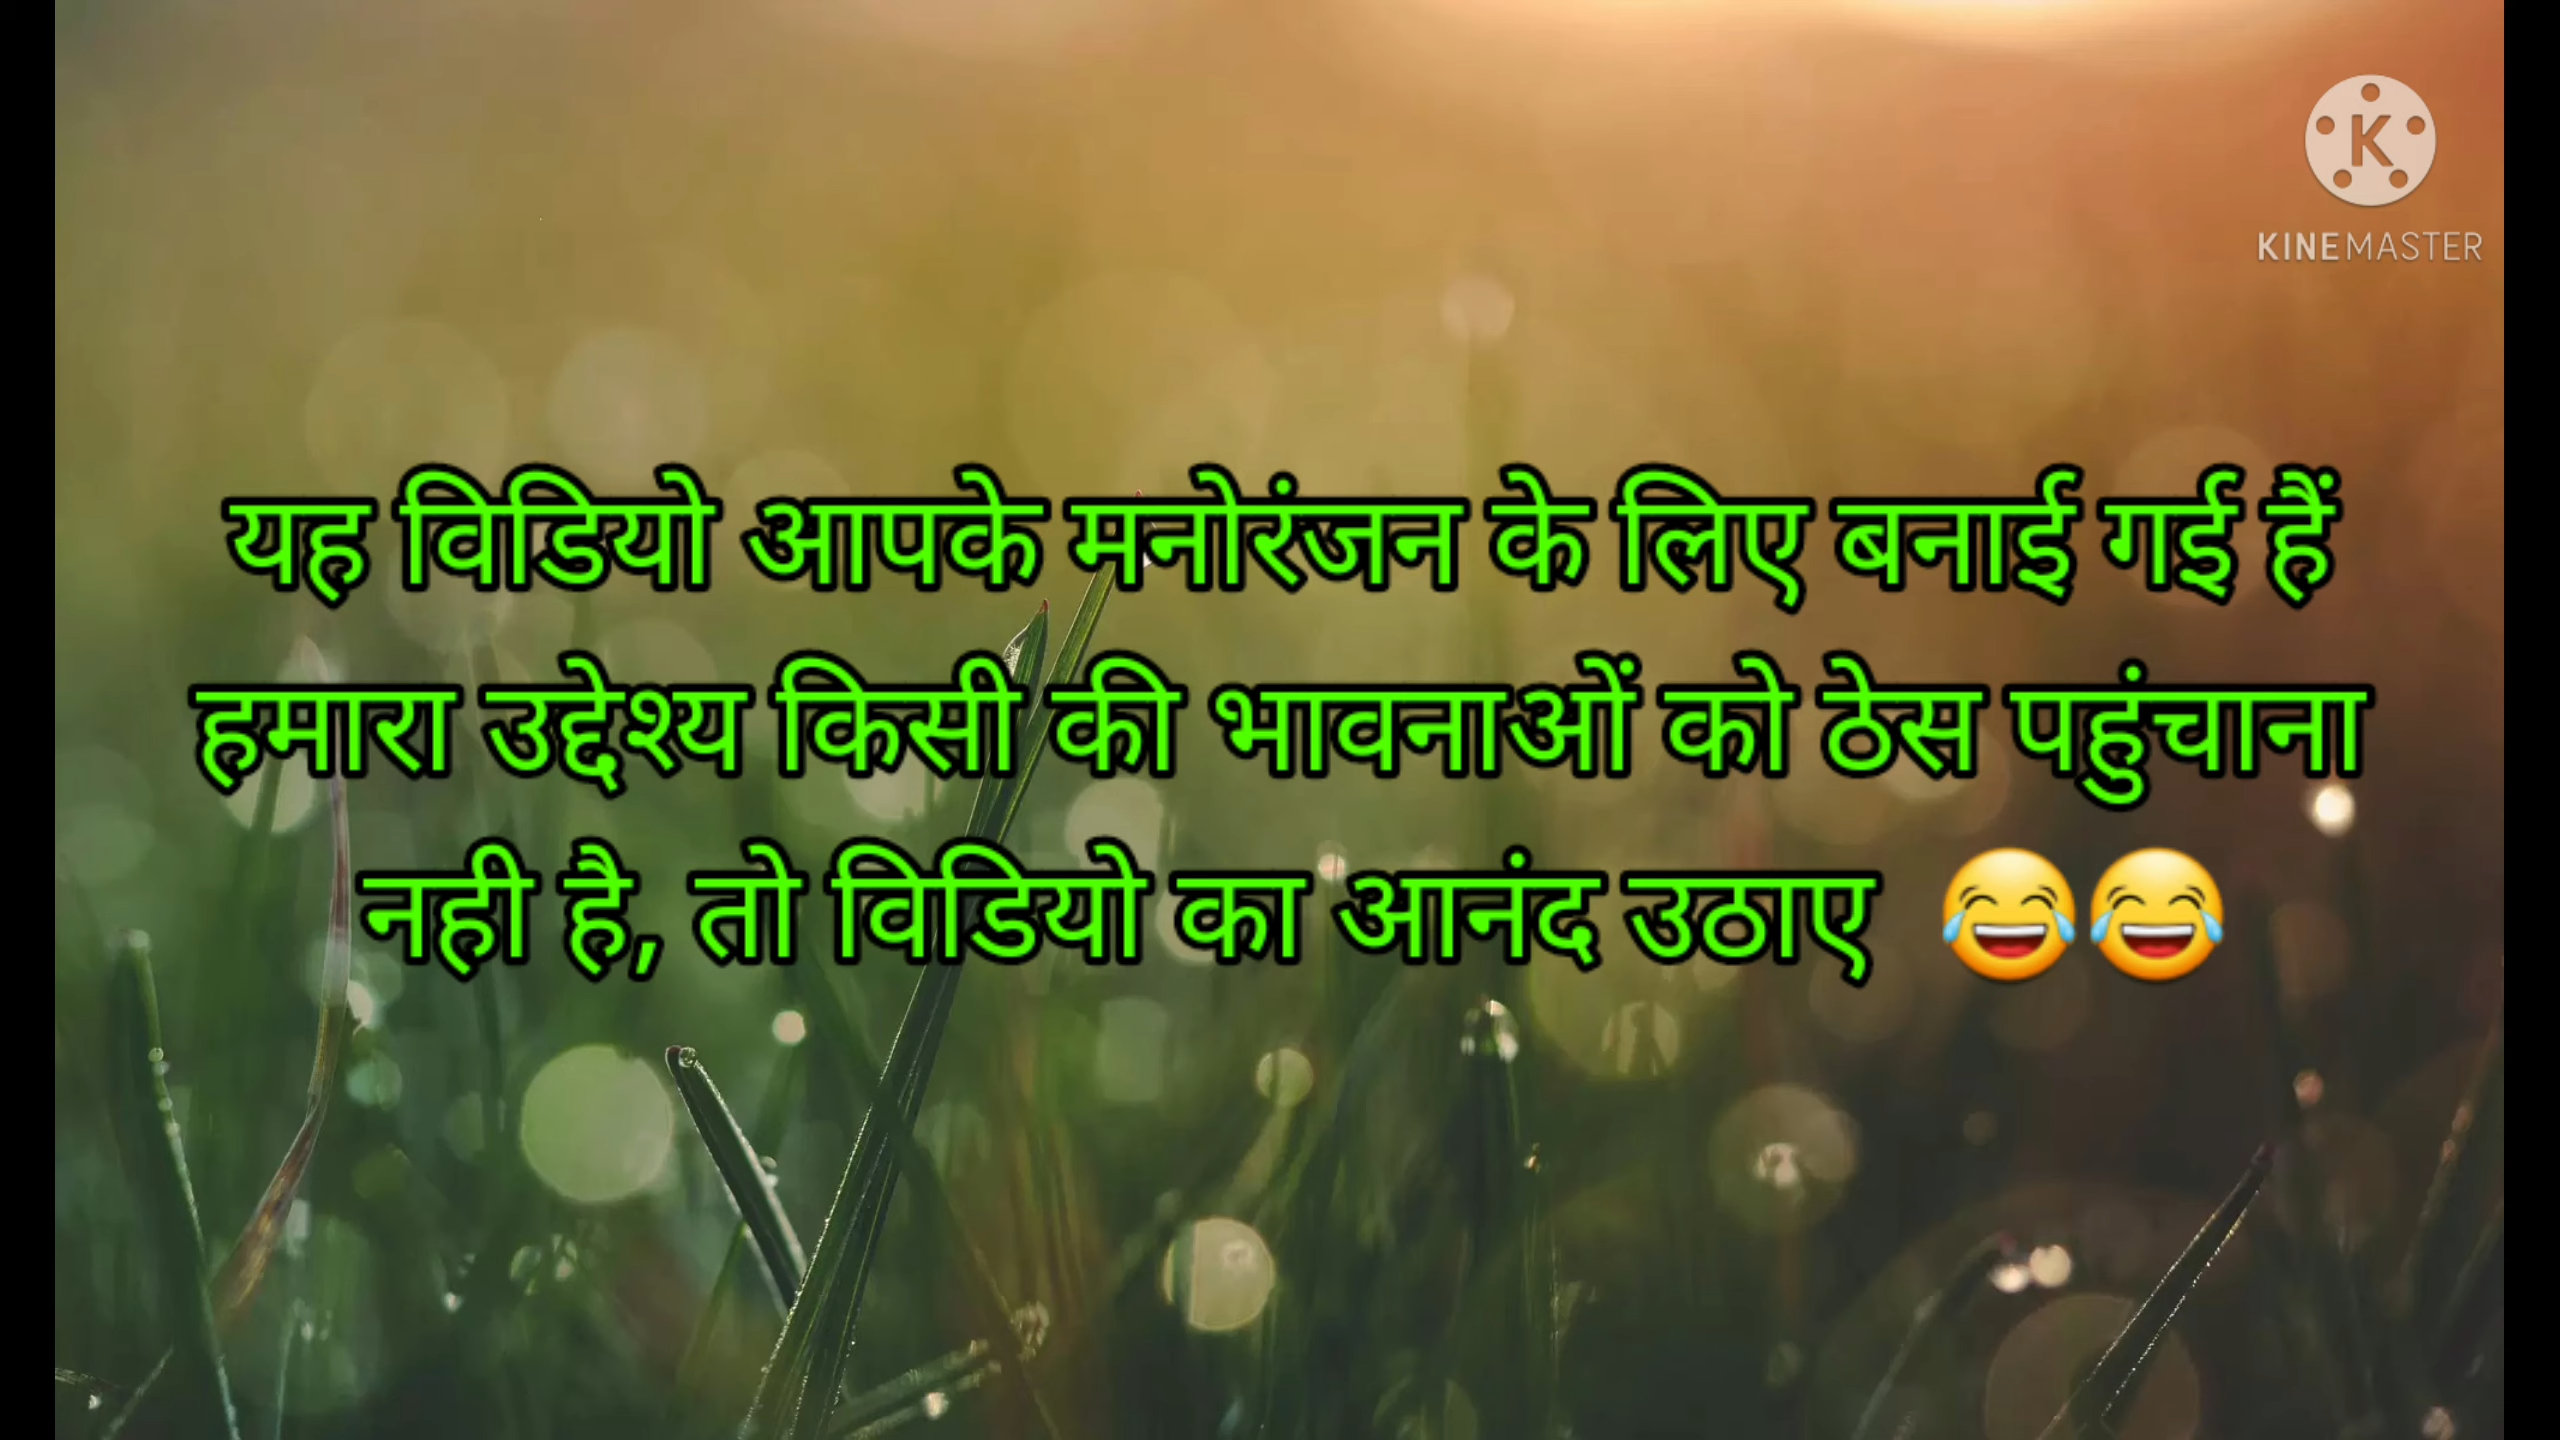 KINEMASTER
यह विडियो आपके मनोरंजन के लिए बनाई गई हैं
हमारा उद्देश्य किसी की भावनाओं को ठेस पहुंचाना
नही है, तो विडियो का आनंद उठाए 😂😂